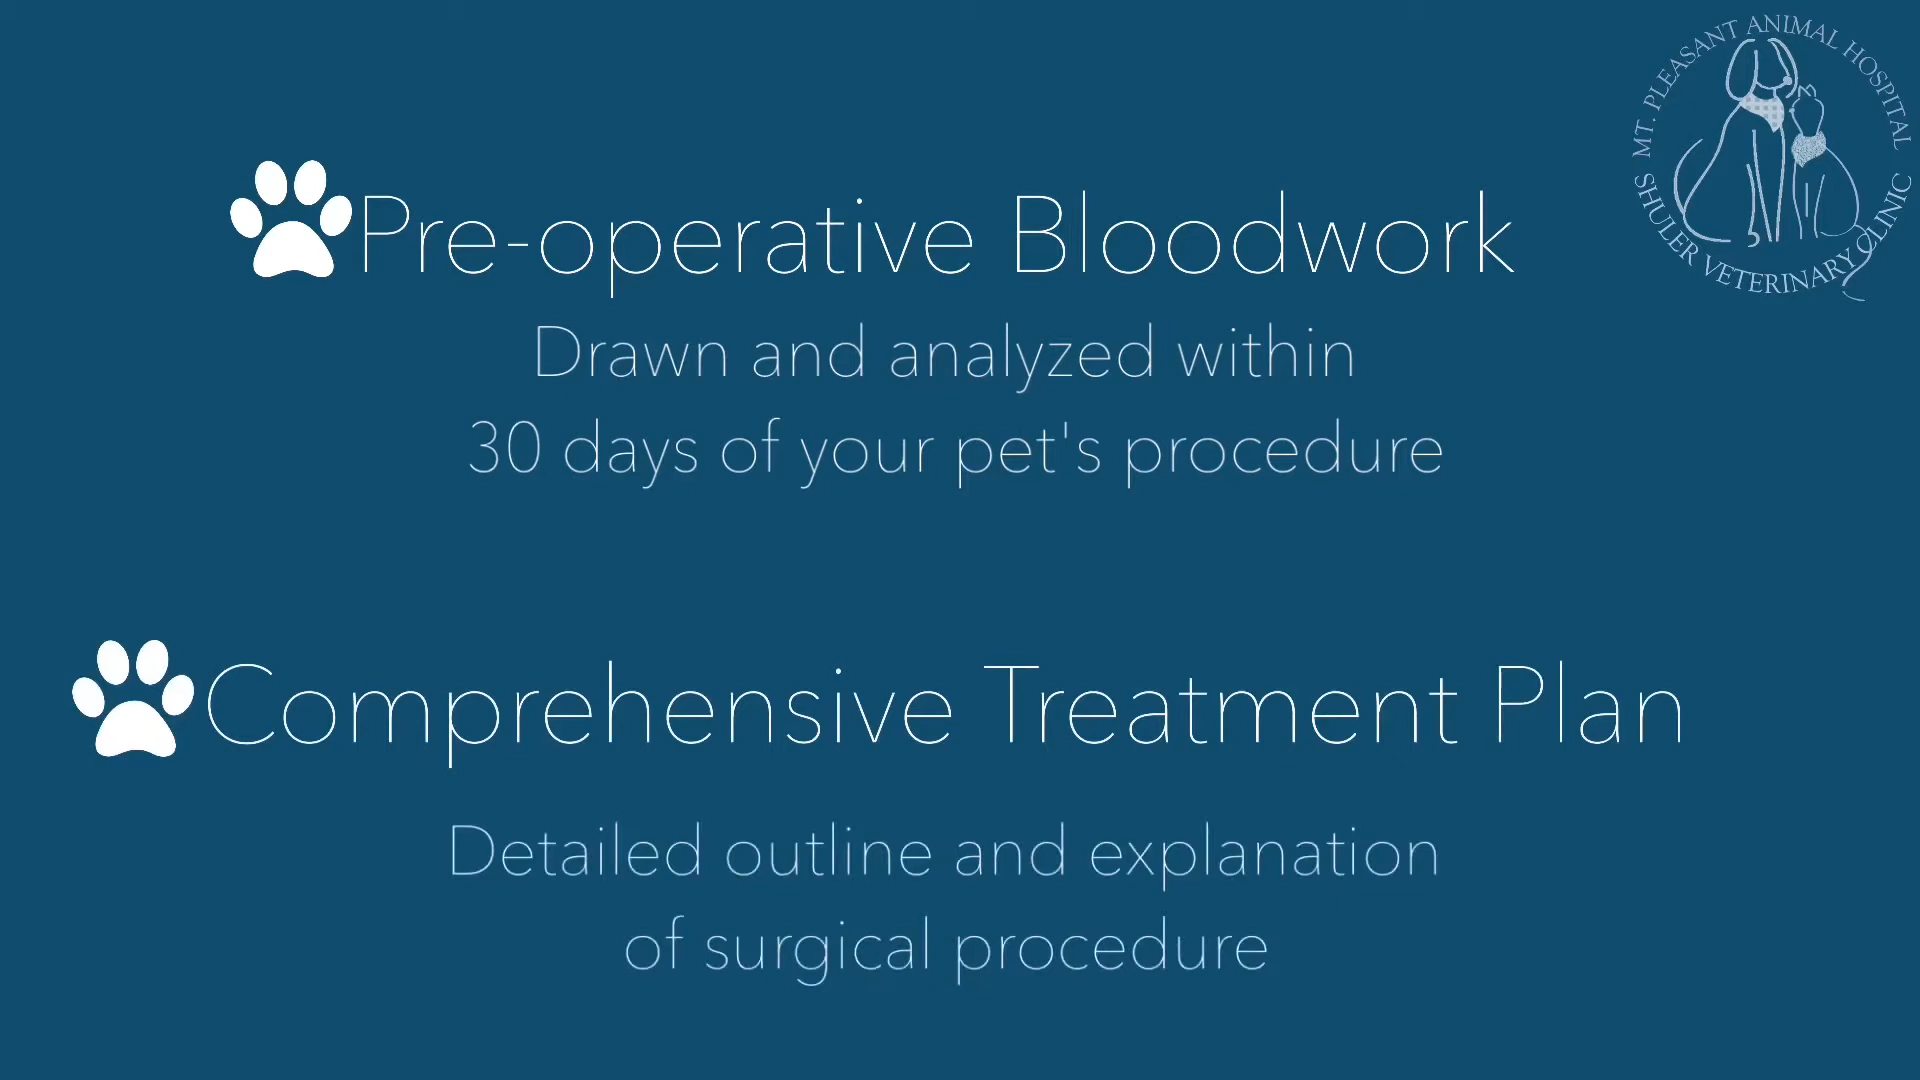 MT. PLEASANT ANIMAL HOSPITAL
SHULER VETERINARY CLINIC
Pre-operative Bloodwork
Drawn and analyzed within
30 days of your pet's procedure
Comprehensive Treatment Plan
Detailed outline and explanation
of surgical procedure